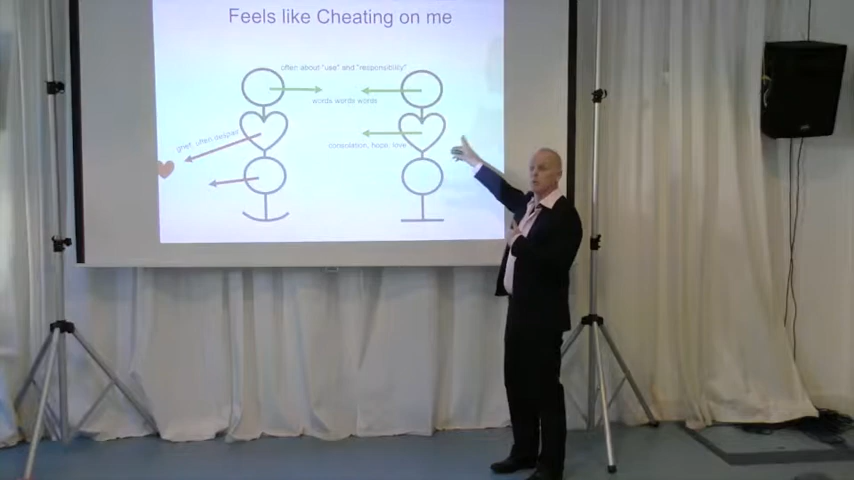 Feels like Cheating on me
often about "use" and "responsibility"
words words words
grief, often despair
consolation, hope, love